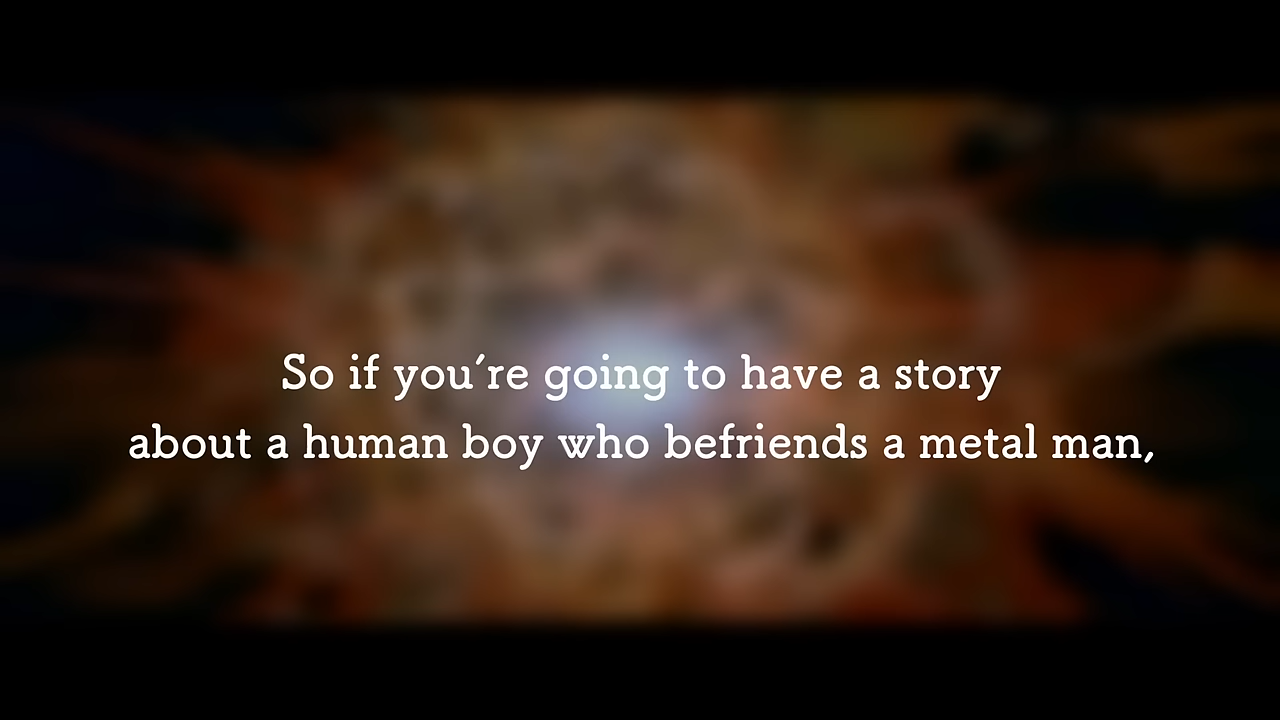 So if you´re going to have a story
about a human boy who befriends a metal man,